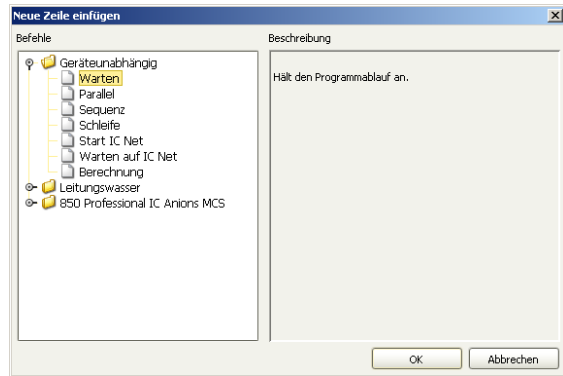 Neue Zeile einfügen
Befehle
Beschreibung
Geräteunabhängig
Warten
Parallel
Sequenz
Schleife
Start IC Net
Warten auf IC Net
Berechnung
Leitungswasser
850 Professional IC Anions MCS
Hält den Programmablauf an.
OK
Abbrechen